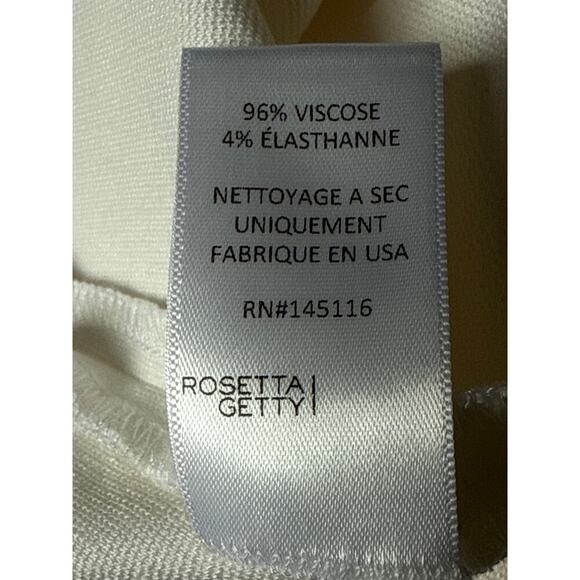 96% VISCOSE
4% ÉLASTHANNE
NETTOYAGE A SEC
UNIQUEMENT
FABRIQUE EN USA
RN#145116
ROSETTA
GETTY